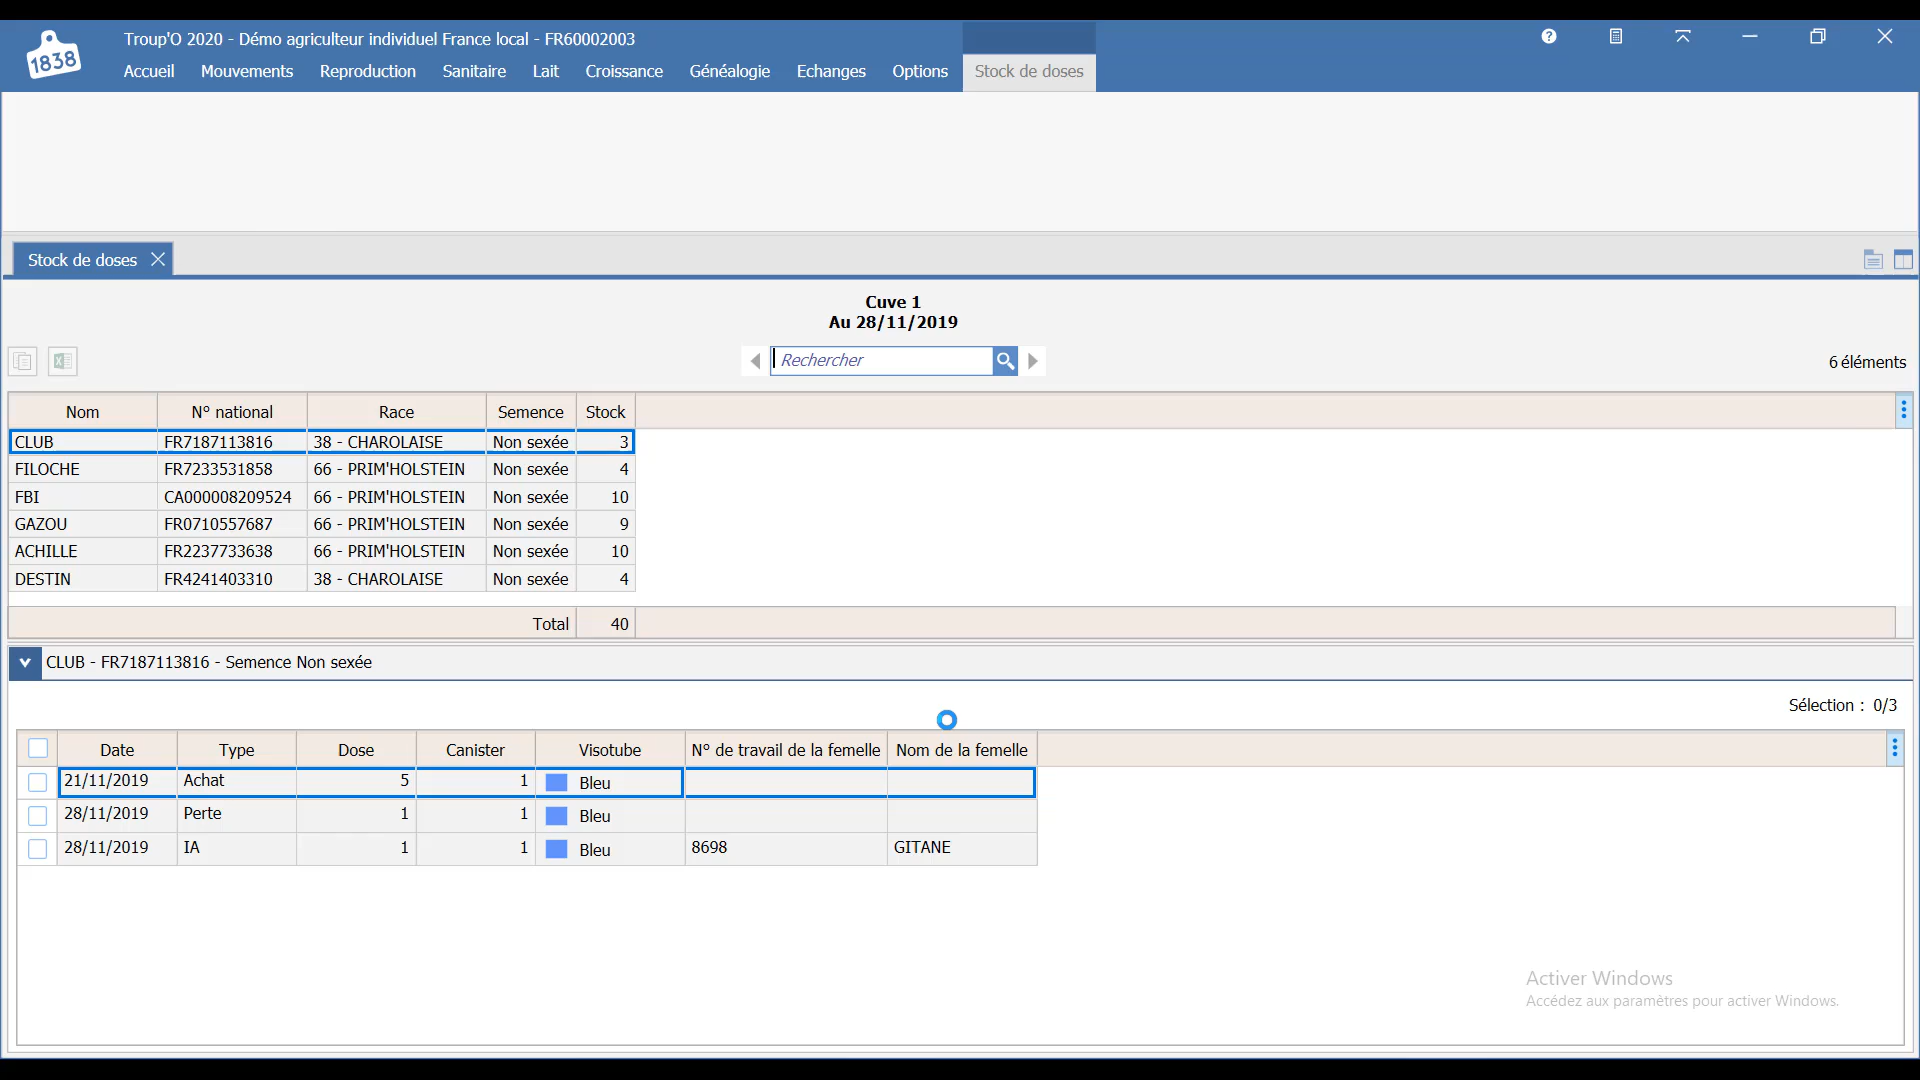 1838
Troup'O 2020 - Démo agriculteur individuel France local - FR60002003
Accueil Mouvements Reproduction Sanitaire Lait Croissance Généalogie Echanges Options Stock de doses
Stock de doses
Cuve 1
Au 28/11/2019
Rechercher
6 éléments
Nom N° national Race Semence Stock
CLUB FR7187113816 38 - CHAROLAISE Non sexée 3
FILOCHE FR7233531858 66 - PRIM'HOLSTEIN Non sexée 4
FBI CA000008209524 66 - PRIM'HOLSTEIN Non sexée 10
GAZOU FR0710557687 66 - PRIM'HOLSTEIN Non sexée 9
ACHILLE FR2237733638 66 - PRIM'HOLSTEIN Non sexée 10
DESTIN FR4241403310 38 - CHAROLAISE Non sexée 4
Total 40
CLUB - FR7187113816 - Semence Non sexée
Sélection : 0/3
Date Type Dose Canister Visotube N° de travail de la femelle Nom de la femelle
21/11/2019 Achat 5 1 Bleu
28/11/2019 Perte 1 1 Bleu
28/11/2019 IA 1 1 Bleu 8698 GITANE
Activer Windows
Accédez aux paramètres pour activer Windows.